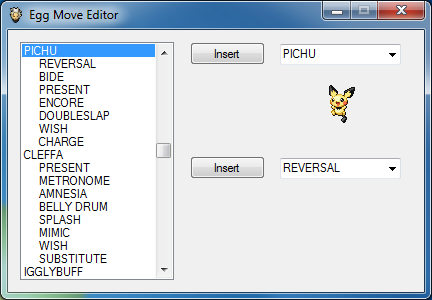 Egg Move Editor
PICHU
REVERSAL
BIDE
PRESENT
ENCORE
DOUBLESLAP
WISH
CHARGE
CLEFFA
PRESENT
METRONOME
AMNESIA
BELLY DRUM
SPLASH
MIMIC
WISH
SUBSTITUTE
IGGLYBUFF
Insert
PICHU
Insert
REVERSAL